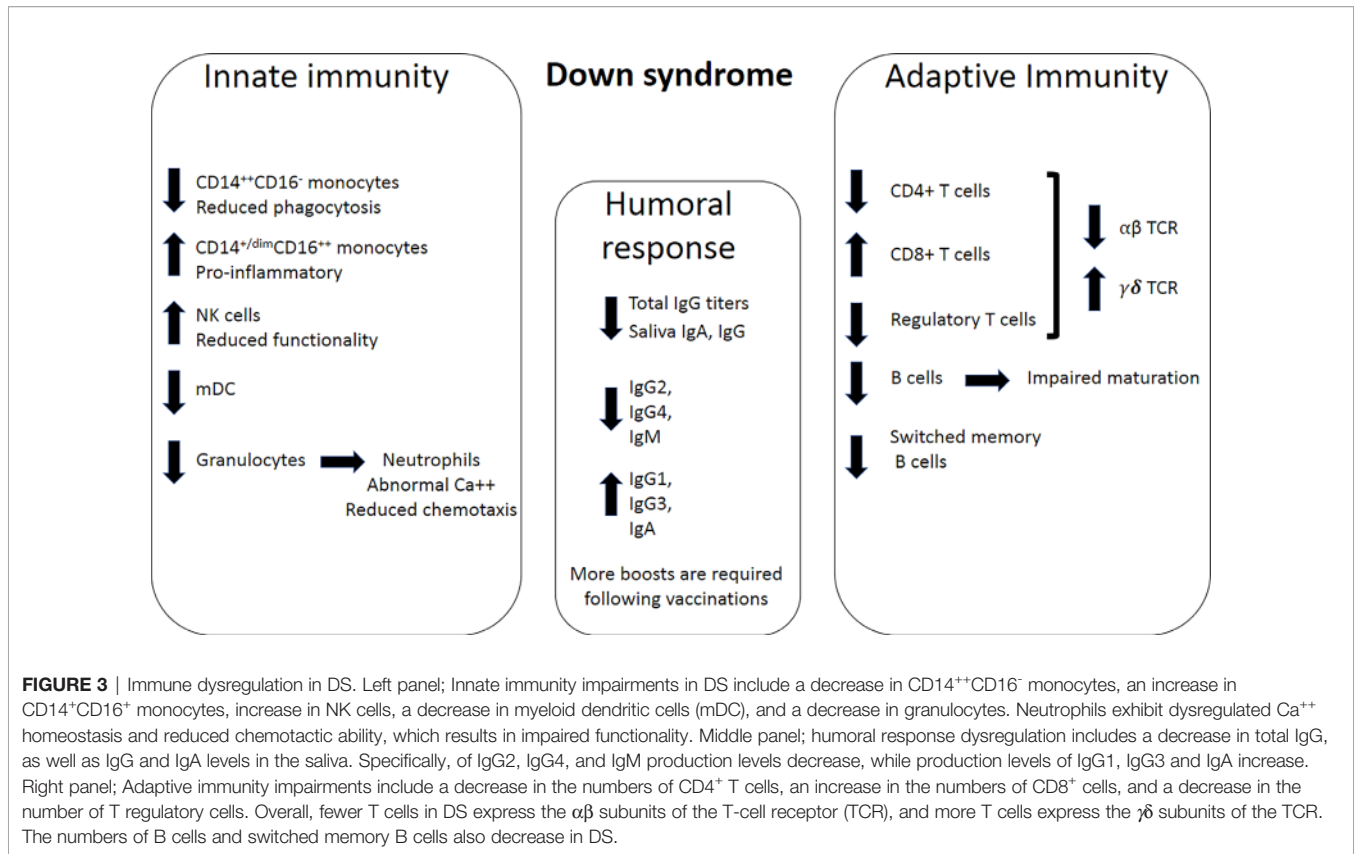 Innate immunity
CD14⁺⁺CD16⁻ monocytes
Reduced phagocytosis
CD14⁺/ᵈⁱᵐCD16⁺⁺ monocytes
Pro-inflammatory
NK cells
Reduced functionality
mDC
Granulocytes
Neutrophils
Abnormal Ca++
Reduced chemotaxis
Down syndrome
Humoral
response
Total IgG titers
Saliva IgA, IgG
IgG2,
IgG4,
IgM
IgG1,
IgG3,
IgA
More boosts are required
following vaccinations
Adaptive Immunity
CD4+ T cells
CD8+ T cells
Regulatory T cells
αβ TCR
γδ TCR
B cells
Impaired maturation
Switched memory
B cells
FIGURE 3 | Immune dysregulation in DS. Left panel; Innate immunity impairments in DS include a decrease in CD14⁺⁺CD16⁻ monocytes, an increase in
CD14⁺CD16⁺ monocytes, increase in NK cells, a decrease in myeloid dendritic cells (mDC), and a decrease in granulocytes. Neutrophils exhibit dysregulated Ca⁺⁺
homeostasis and reduced chemotactic ability, which results in impaired functionality. Middle panel; humoral response dysregulation includes a decrease in total IgG,
as well as IgG and IgA levels in the saliva. Specifically, of IgG2, IgG4, and IgM production levels decrease, while production levels of IgG1, IgG3 and IgA increase.
Right panel; Adaptive immunity impairments include a decrease in the numbers of CD4⁺ T cells, an increase in the numbers of CD8⁺ cells, and a decrease in the
number of T regulatory cells. Overall, fewer T cells in DS express the αβ subunits of the T-cell receptor (TCR), and more T cells express the γδ subunits of the TCR.
The numbers of B cells and switched memory B cells also decrease in DS.